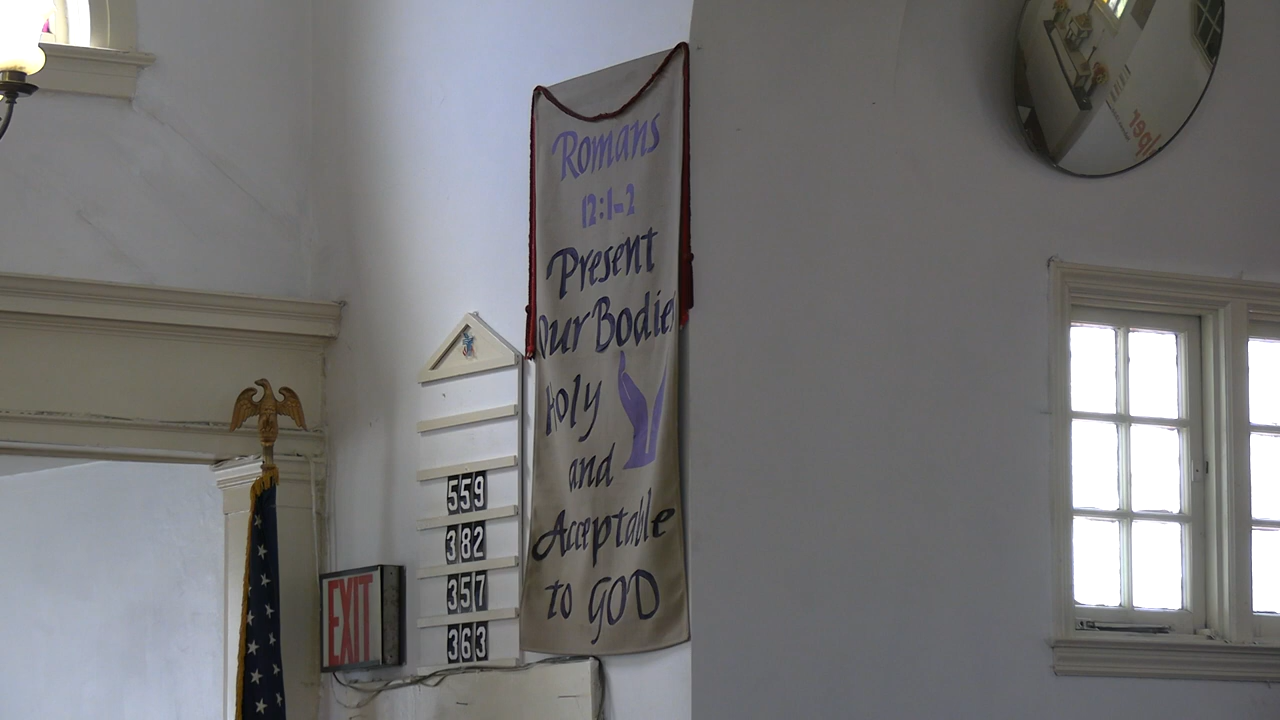 Romans
12:1-2
Present
Our Bodies
Holy
and
Acceptable
to GOD
559
382
357
363
EXIT